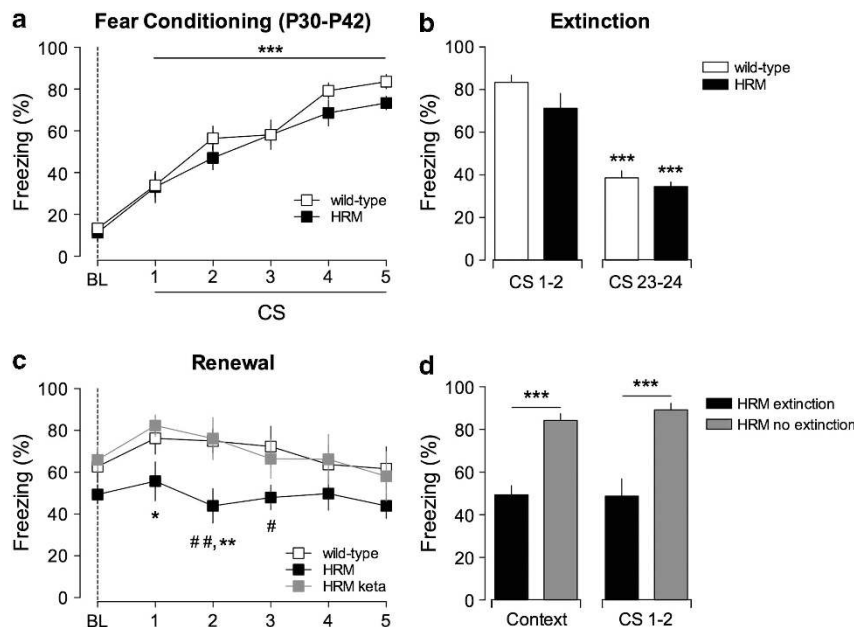 a
Fear Conditioning (P30-P42)
***
Freezing (%)
100
80
60
40
20
0
wild-type
HRM
BL
1
2
3
4
5
CS
b
Extinction
Freezing (%)
100
80
60
40
20
0
wild-type
HRM
***
***
CS 1-2
CS 23-24
c
Renewal
Freezing (%)
100
80
60
40
20
0
*
##, **
#
wild-type
HRM
HRM keta
BL
1
2
3
4
5
d
Freezing (%)
100
80
60
40
20
0
***
***
HRM extinction
HRM no extinction
Context
CS 1-2